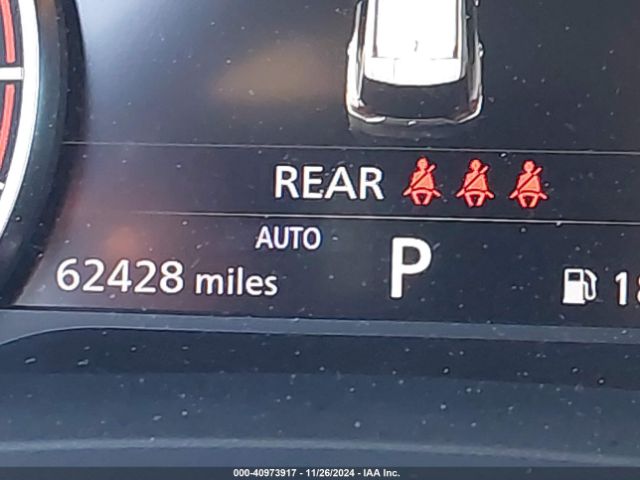 REAR
AUTO
62428 miles P
000-40973917 - 11/26/2024 - IAA Inc.